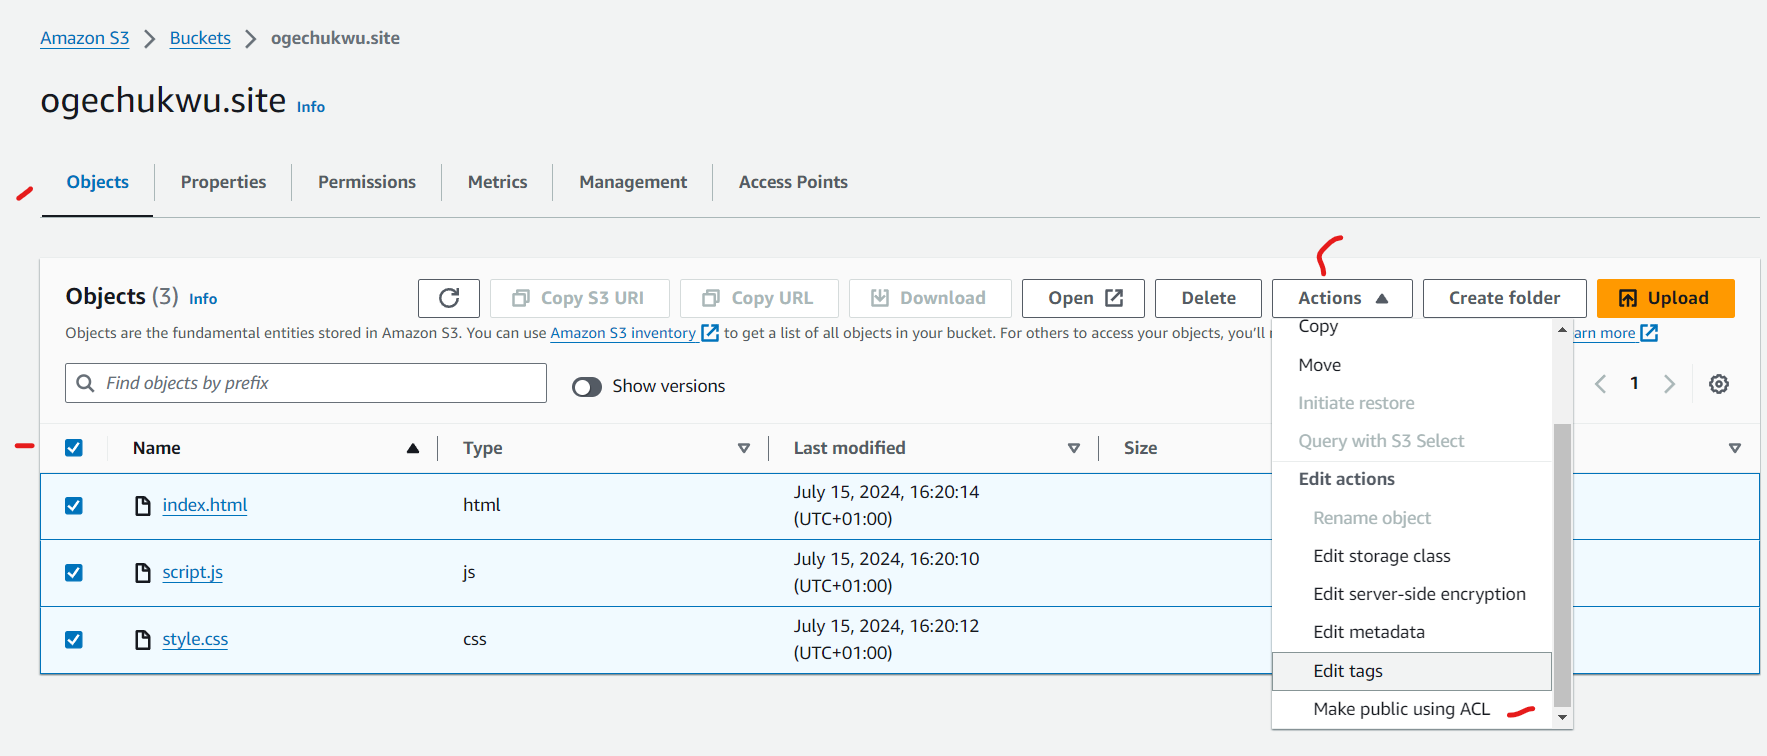 Amazon S3 > Buckets > ogechukwu.site
ogechukwu.site Info
Objects Properties Permissions Metrics Management Access Points
Objects (3) Info Copy S3 URI Copy URL Download Open Delete Actions Create folder Upload
Objects are the fundamental entities stored in Amazon S3. You can use Amazon S3 inventory to get a list of all objects in your bucket. For others to access your objects, you'll arn more
Copy
Move
Initiate restore
Query with S3 Select
Edit actions
Rename object
Edit storage class
Edit server-side encryption
Edit metadata
Edit tags
Make public using ACL
Find objects by prefix Show versions 1
Name Type Last modified Size
index.html html July 15, 2024, 16:20:14
(UTC+01:00)
script.js js July 15, 2024, 16:20:10
(UTC+01:00)
style.css css July 15, 2024, 16:20:12
(UTC+01:00)